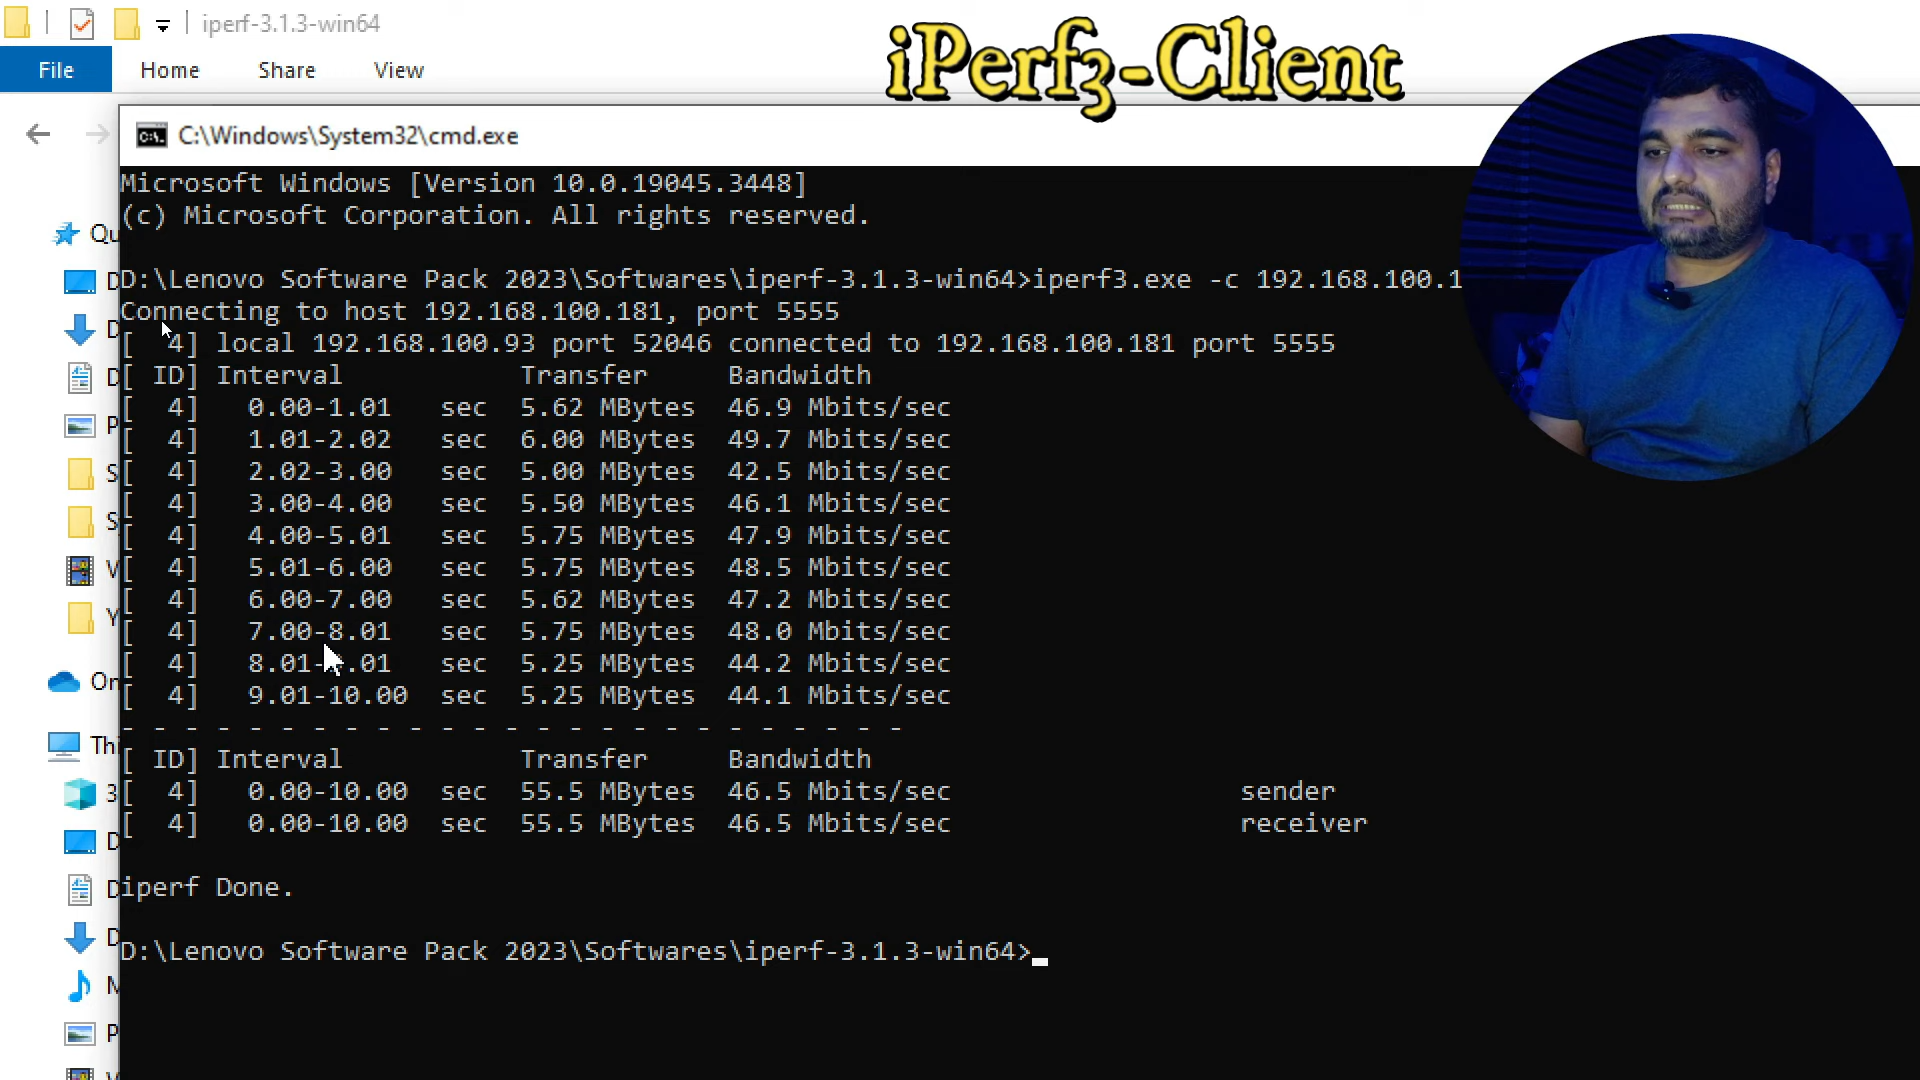 iperf-3.1.3-win64
iPerf3-Client
File Home Share View
C:\Windows\System32\cmd.exe
Microsoft Windows [Version 10.0.19045.3448]
(c) Microsoft Corporation. All rights reserved.
D:\Lenovo Software Pack 2023\Softwares\iperf-3.1.3-win64>iperf3.exe -c 192.168.100.1
Connecting to host 192.168.100.181, port 5555
[ 4] local 192.168.100.93 port 52046 connected to 192.168.100.181 port 5555
[ ID] Interval Transfer Bandwidth
[ 4] 0.00-1.01 sec 5.62 MBytes 46.9 Mbits/sec
[ 4] 1.01-2.02 sec 6.00 MBytes 49.7 Mbits/sec
[ 4] 2.02-3.00 sec 5.00 MBytes 42.5 Mbits/sec
[ 4] 3.00-4.00 sec 5.50 MBytes 46.1 Mbits/sec
[ 4] 4.00-5.01 sec 5.75 MBytes 47.9 Mbits/sec
[ 4] 5.01-6.00 sec 5.75 MBytes 48.5 Mbits/sec
[ 4] 6.00-7.00 sec 5.62 MBytes 47.2 Mbits/sec
[ 4] 7.00-8.01 sec 5.75 MBytes 48.0 Mbits/sec
[ 4] sec 5.25 MBytes 44.2 Mbits/sec
[ 4] 9.01-10.00 sec 5.25 MBytes 44.1 Mbits/sec
- - - - - - - - - - - - - - - - - - - - - - - - -
[ ID] Interval Transfer Bandwidth
[ 4] 0.00-10.00 sec 55.5 MBytes 46.5 Mbits/sec sender
[ 4] 0.00-10.00 sec 55.5 MBytes 46.5 Mbits/sec receiver
iperf Done.
D:\Lenovo Software Pack 2023\Softwares\iperf-3.1.3-win64>